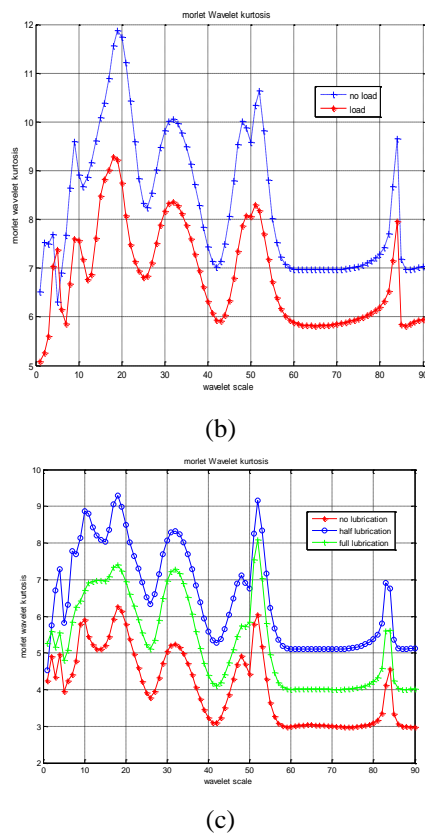 morlet Wavelet kurtosis
12
11
10
9
8
7
6
5
morlet wavelet kurtosis
no load
load
0 10 20 30 40 50 60 70 80 90
wavelet scale
(b)
morlet Wavelet kurtosis
10
9
8
7
6
5
4
3
2
morlet wavelet kurtosis
no lubrication
half lubrication
full lubrication
0 10 20 30 40 50 60 70 80 90
wavelet scale
(c)